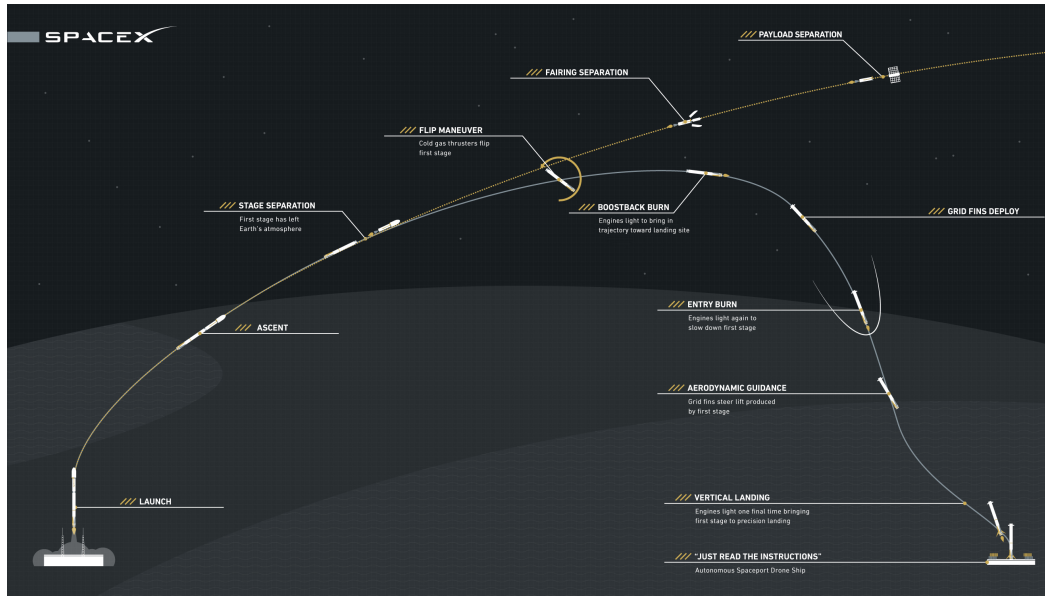 SPACEX
/// PAYLOAD SEPARATION
/// FAIRING SEPARATION
/// FLIP MANEUVER
Cold gas thrusters flip
first stage
/// STAGE SEPARATION
First stage has left
Earth's atmosphere
/// BOOSTBACK BURN
Engines light to bring in
trajectory toward landing site
/// GRID FINS DEPLOY
/// ASCENT
/// ENTRY BURN
Engines light again to
slow down first stage
/// AERODYNAMIC GUIDANCE
Grid fins steer lift produced
by first stage
/// LAUNCH
/// VERTICAL LANDING
Engines light one final time bringing
first stage to precision landing
/// "JUST READ THE INSTRUCTIONS"
Autonomous Spaceport Drone Ship